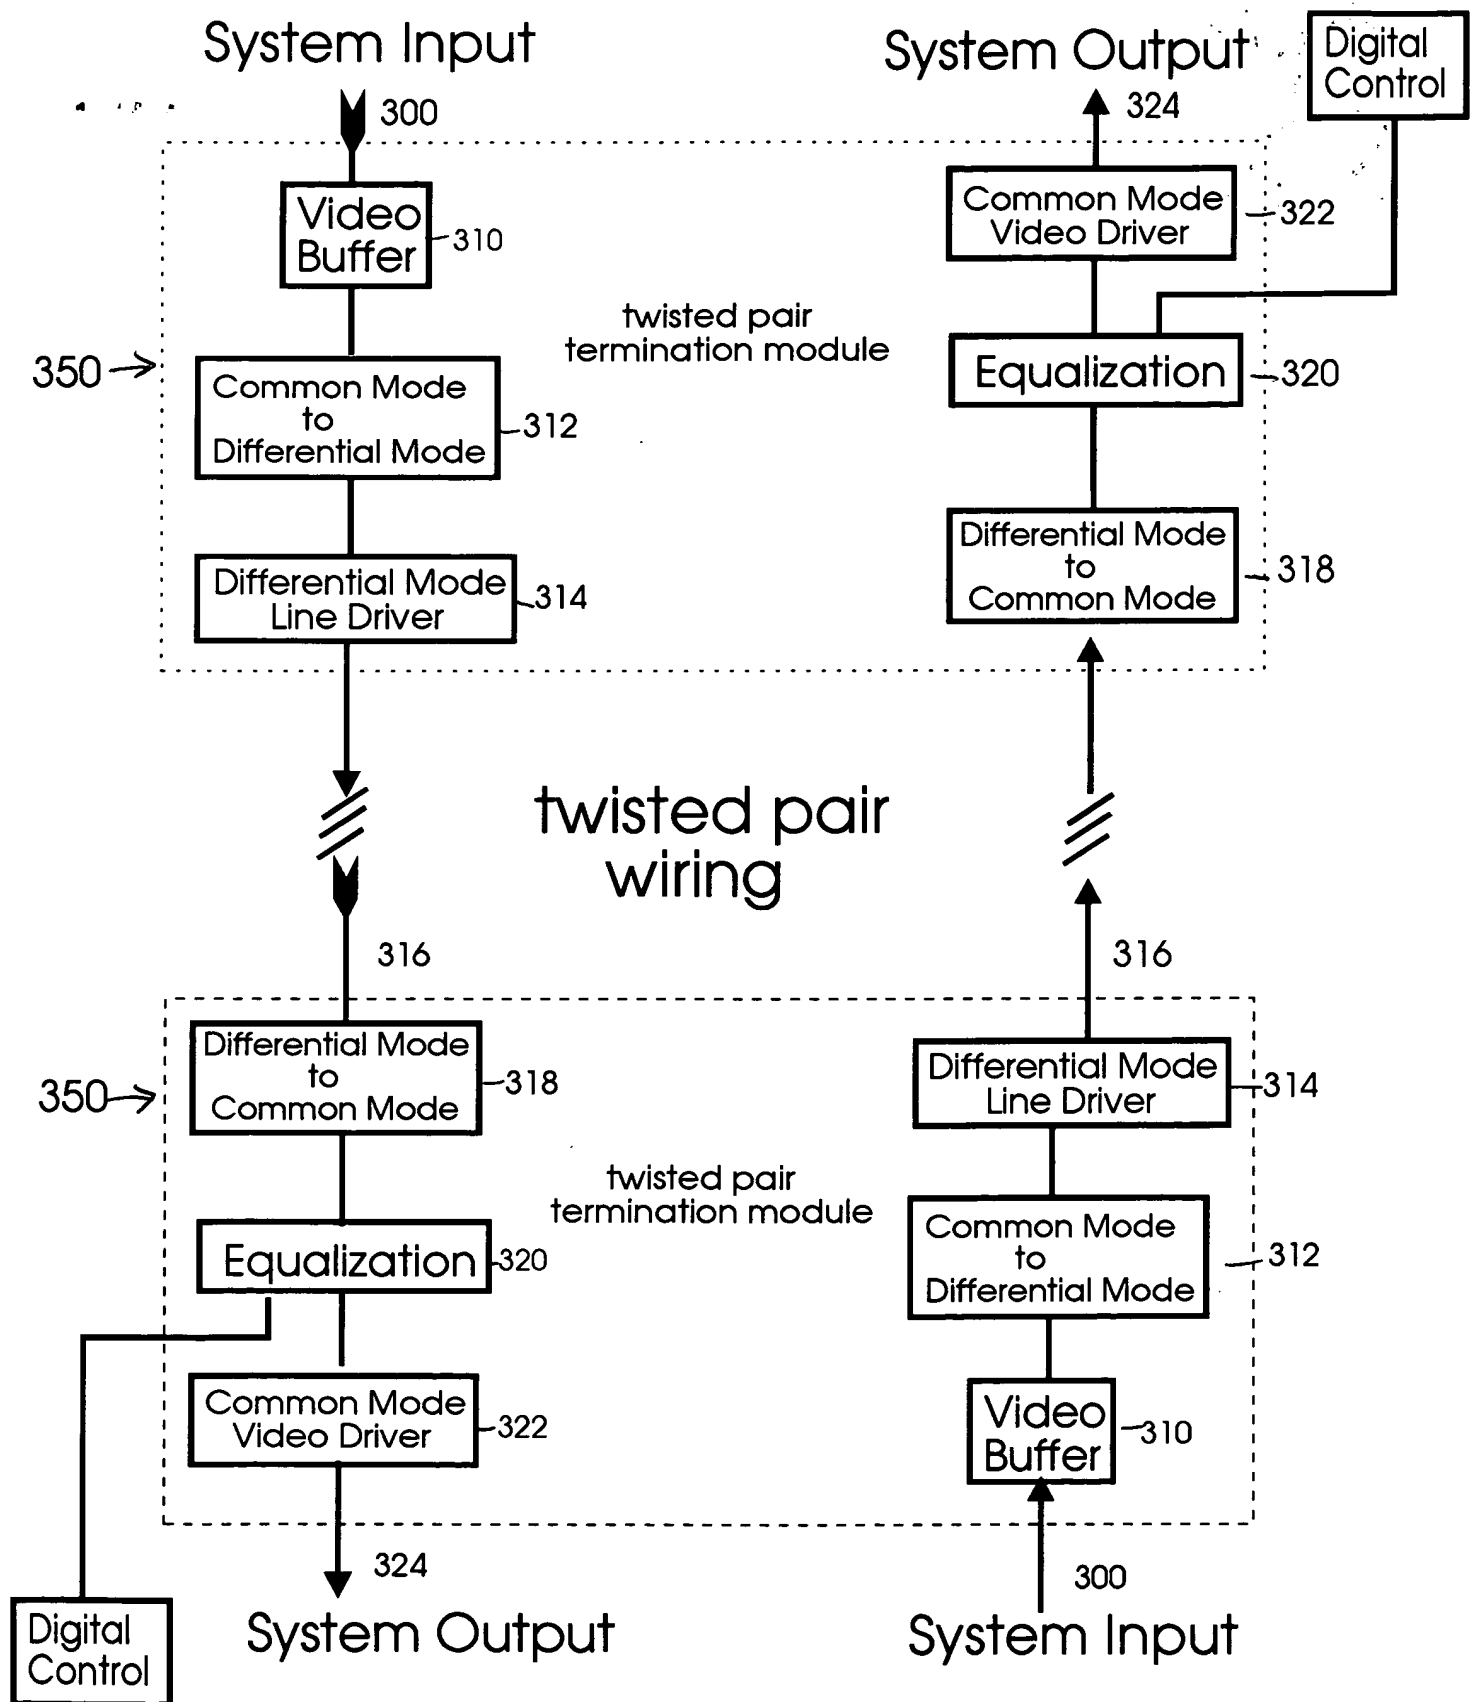 System Input
300
System Output
324
Digital
Control
Video
Buffer
310
Common Mode
Video Driver
322
twisted pair
termination module
350
Equalization
320
Common Mode
to
Differential Mode
312
Differential Mode
to
Common Mode
318
Differential Mode
Line Driver
314
twisted pair
wiring
316
316
350
Differential Mode
to
Common Mode
318
Differential Mode
Line Driver
314
twisted pair
termination module
Equalization
320
Common Mode
to
Differential Mode
312
Common Mode
Video Driver
322
Video
Buffer
310
324
300
Digital
Control
System Output
System Input